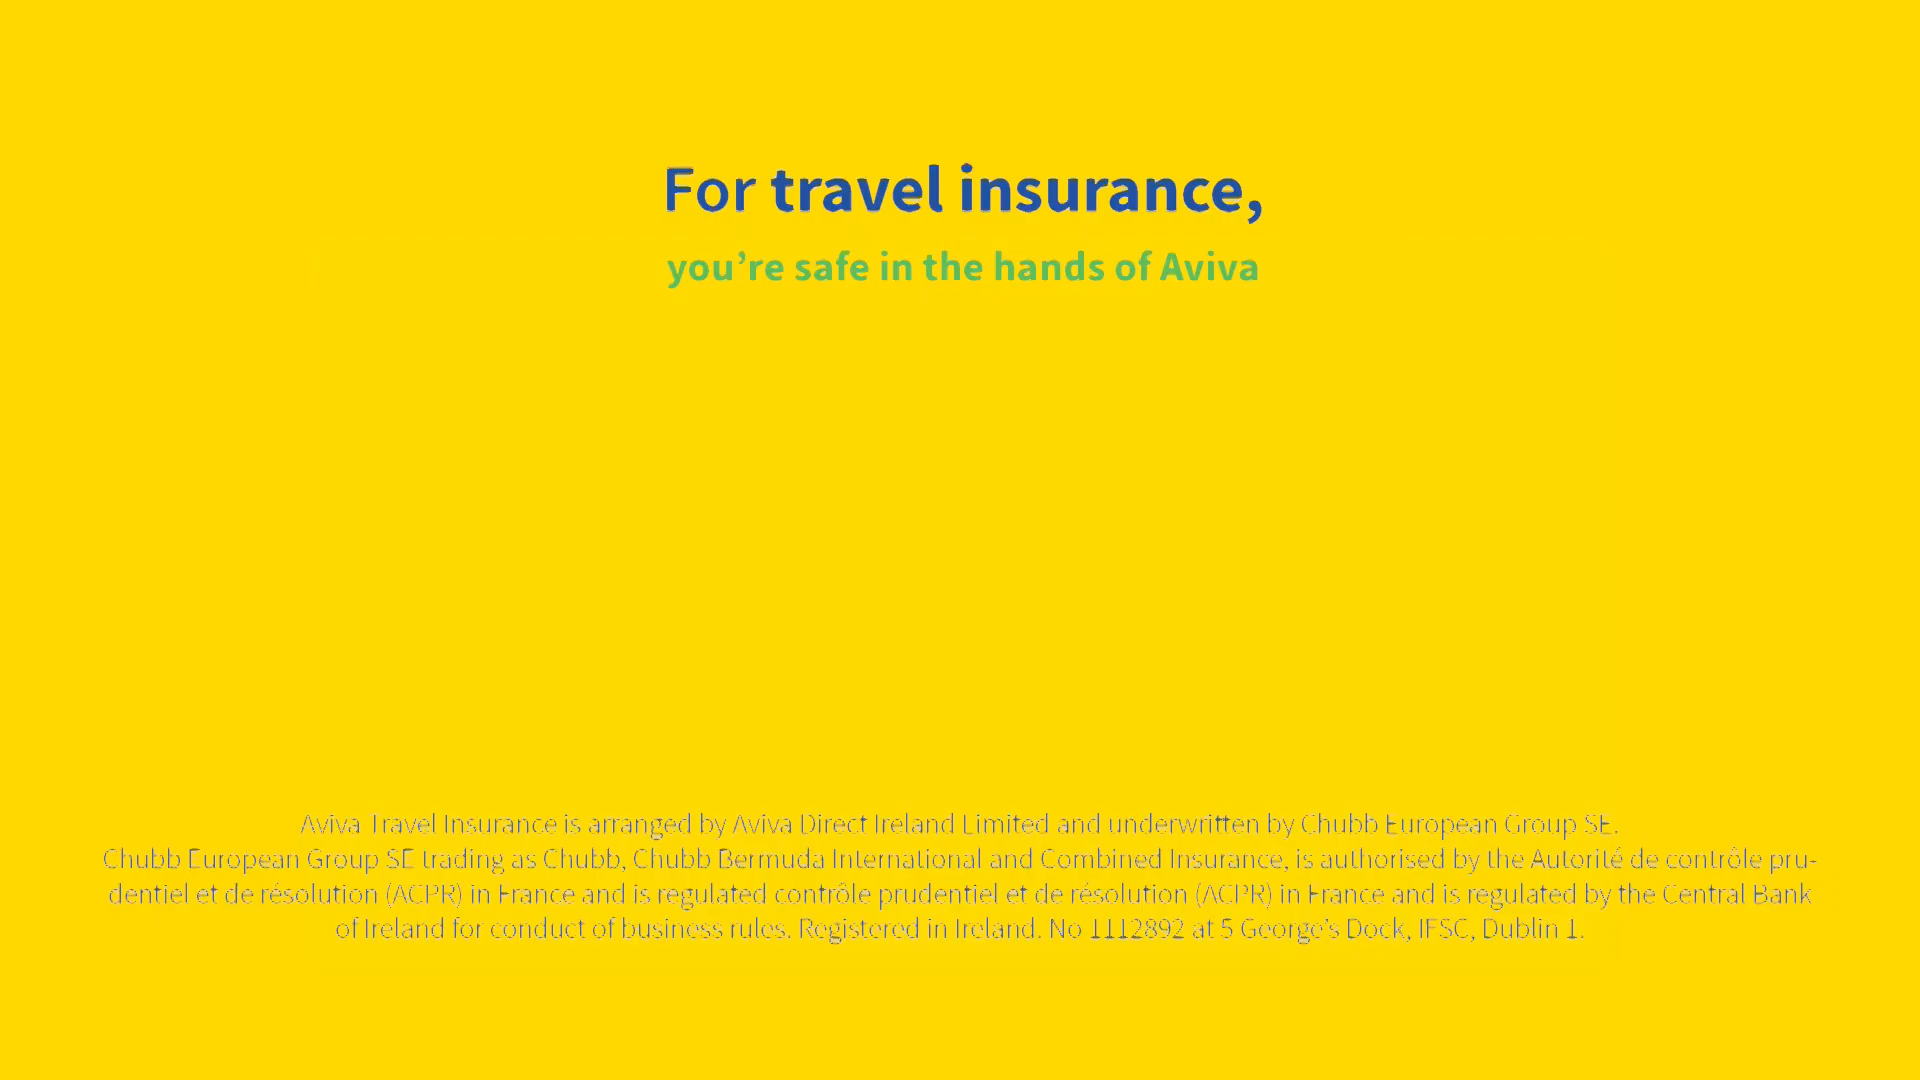 For travel insurance,
you’re safe in the hands of Aviva
Aviva Travel Insurance is arranged by Aviva Direct Ireland Limited and underwritten by Chubb European Group SE.
Chubb European Group SE trading as Chubb, Chubb Bermuda International and Combined Insurance, is authorised by the Autorité de contrôle pru-
dentiel et de résolution (ACPR) in France and is regulated contrôle prudentiel et de résolution (ACPR) in France and is regulated by the Central Bank
of Ireland for conduct of business rules. Registered in Ireland. No 1112892 at 5 George’s Dock, IFSC, Dublin 1.